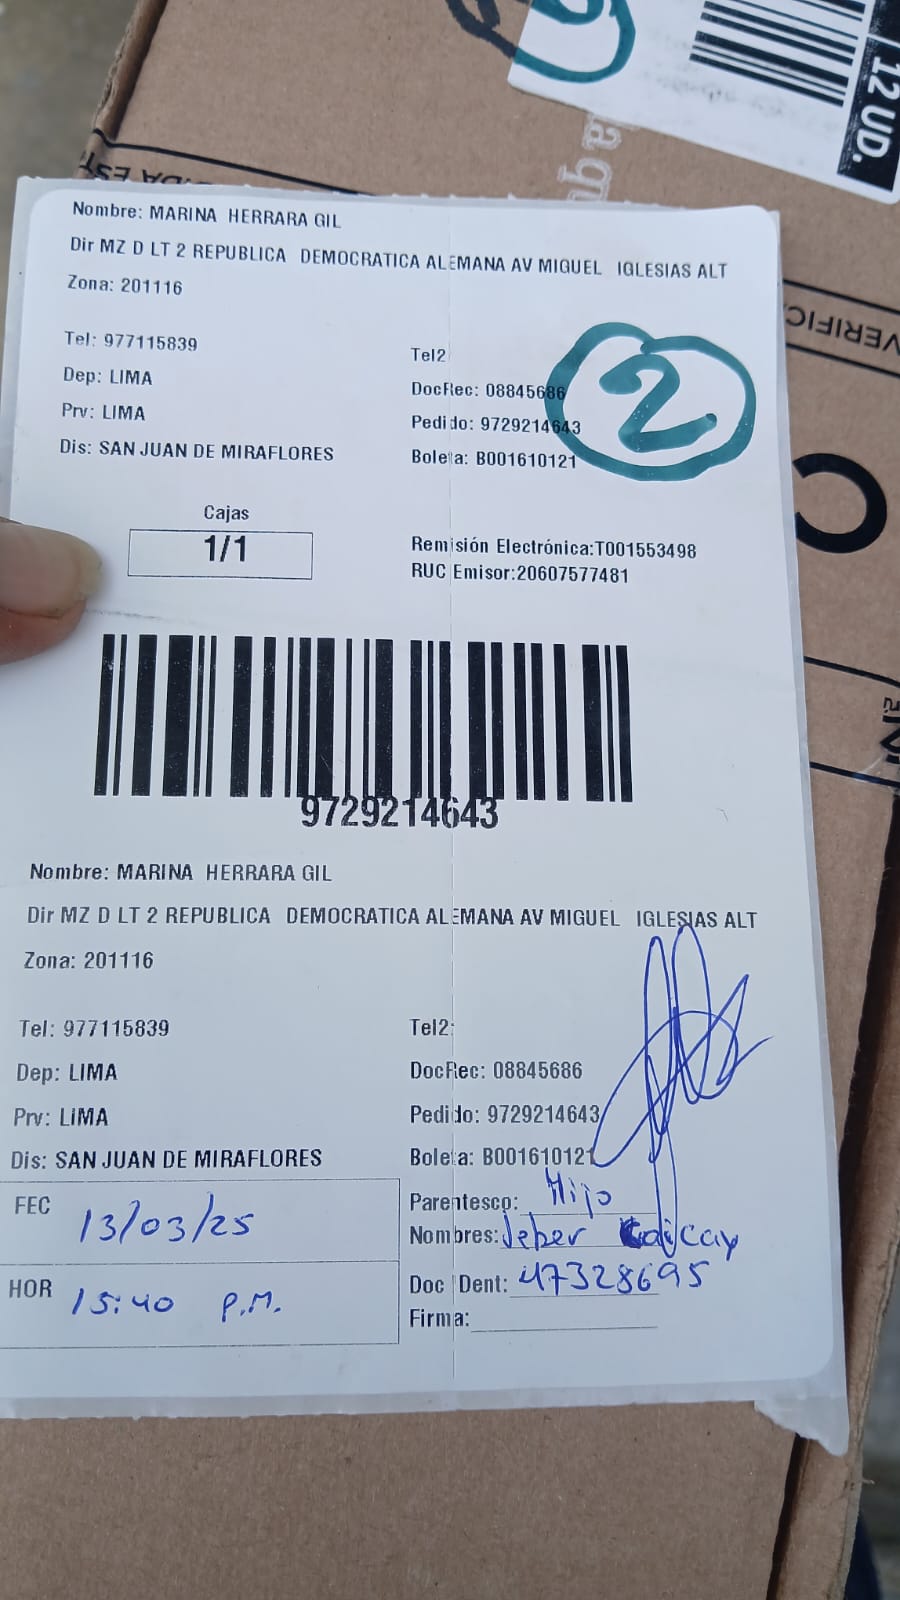 12 UD.
Nombre: MARINA HERRARA GIL
Dir MZ D LT 2 REPUBLICA DEMOCRATICA ALEMANA AV MIGUEL IGLESIAS ALT
Zona: 201116
Tel: 977115839
Tel2
Dep: LIMA
DocRec: 08845686
Prv: LIMA
Pedido: 9729214643
Dis: SAN JUAN DE MIRAFLORES
Boleta: B001610121
2
Cajas
1/1
Remisión Electrónica:T001553498
RUC Emisor:20607577481
9729214643
Nombre: MARINA HERRARA GIL
Dir MZ D LT 2 REPUBLICA DEMOCRATICA ALEMANA AV MIGUEL IGLESIAS ALT
Zona: 201116
Tel: 977115839
Tel2:
Dep: LIMA
DocRec: 08845686
Prv: LIMA
Pedido: 9729214643
Dis: SAN JUAN DE MIRAFLORES
Boleta: B001610121
FEC 13/03/25
Parentesco: Hijo
Nombres: Jeber
HOR 15:40 P.M.
Doc Dent: 47328695
Firma: